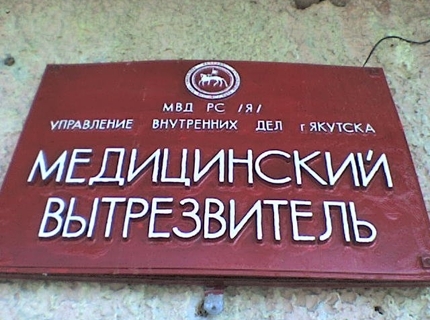 МВД РС /Я/
УПРАВЛЕНИЕ ВНУТРЕННИХ ДЕЛ г ЯКУТСКА
МЕДИЦИНСКИЙ
ВЫТРЕЗВИТЕЛЬ